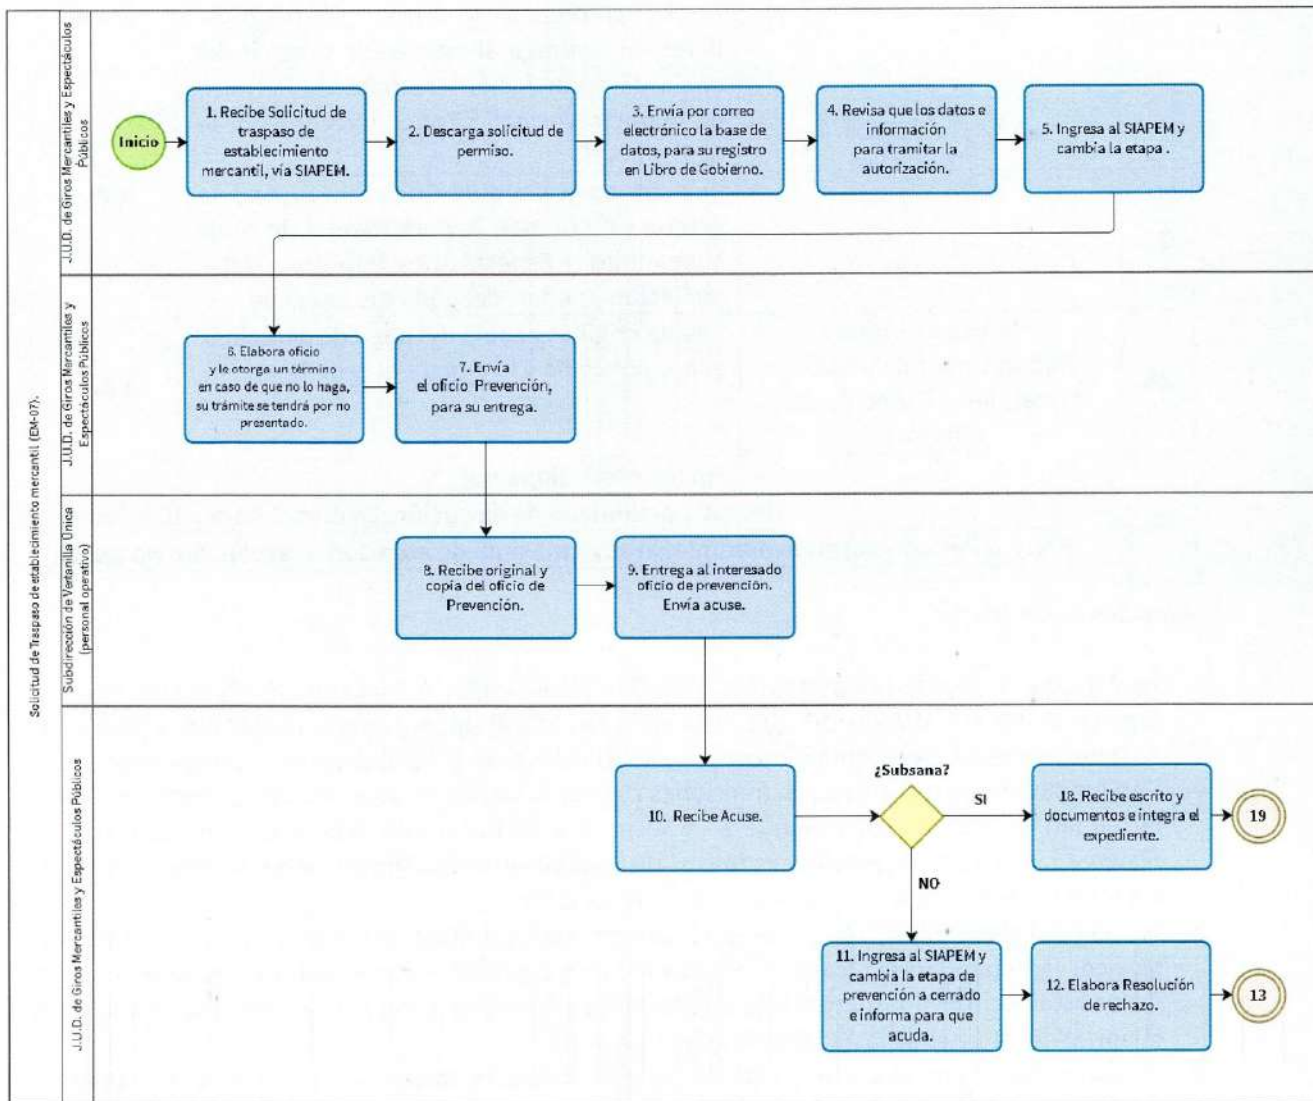 Solicitud de Traspaso de establecimiento mercantil (EM-07).
J.U.D. de Giros Mercantiles y Espectáculos
Públicos
Inicio
1. Recibe Solicitud de
traspaso de
establecimiento
mercantil, vía SIAPEM.
2. Descarga solicitud de
permiso.
3. Envía por correo
electrónico la base de
datos, para su registro
en Libro de Gobierno.
4. Revisa que los datos e
información
para tramitar la
autorización.
5. Ingresa al SIAPEM y
cambia la etapa .
J.U.D. de Giros Mercantiles y
Espectáculos Públicos
6. Elabora oficio
y le otorga un término
en caso de que no lo haga,
su trámite se tendrá por no
presentado.
7. Envía
el oficio Prevención,
para su entrega.
Subdirección de Ventanilla Única
(personal operativo)
8. Recibe original y
copia del oficio de
Prevención.
9. Entrega al interesado
oficio de prevención.
Envía acuse.
J.U.D. de Giros Mercantiles y Espectáculos Públicos
10. Recibe Acuse.
¿Subsana?
SI
18. Recibe escrito y
documentos e integra el
expediente.
19
NO
11. Ingresa al SIAPEM y
cambia la etapa de
prevención a cerrado
e informa para que
acuda.
12. Elabora Resolución
de rechazo.
13